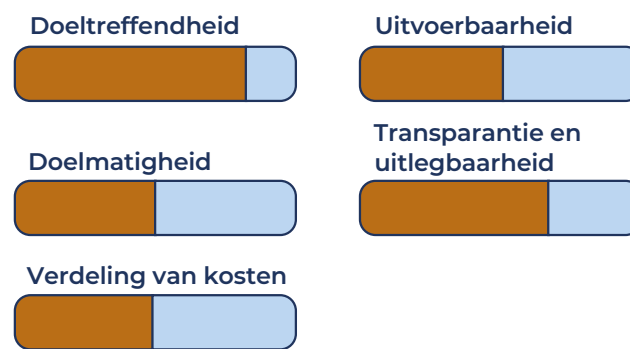 Doeltreffendheid
Uitvoerbaarheid
Doelmatigheid
Transparantie en
uitlegbaarheid
Verdeling van kosten